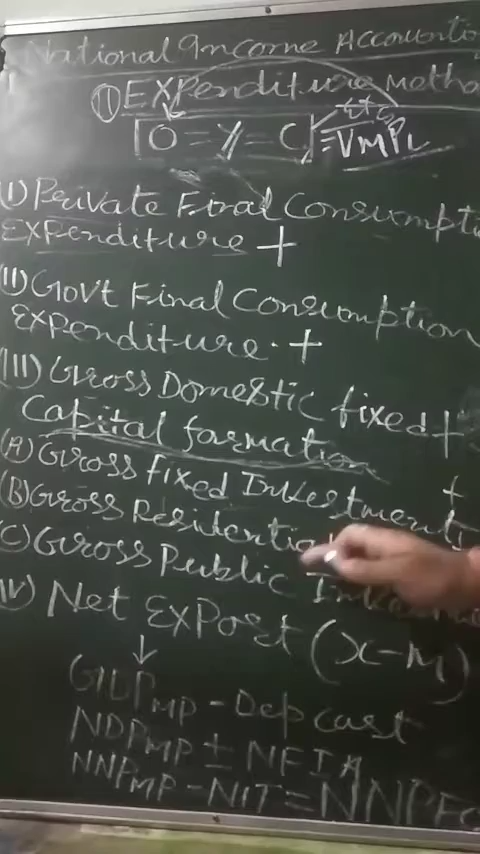 National Income Accountin
(II) Expenditure Metho
[O = Y = C] = VMPL
(I) Private Final Consumpti
Expenditure +
(II) Govt Final Consumption
Expenditure. +
(III) Gross Domestic fixed +
Capital formation
(A) Gross fixed Investment +
(B) Gross Residential
(C) Gross Public
(IV) Net Export (X-M)
↓
GDPMP - Dep cost
NDPMP ± NFIA
NNPMP - NIT = NNPFC